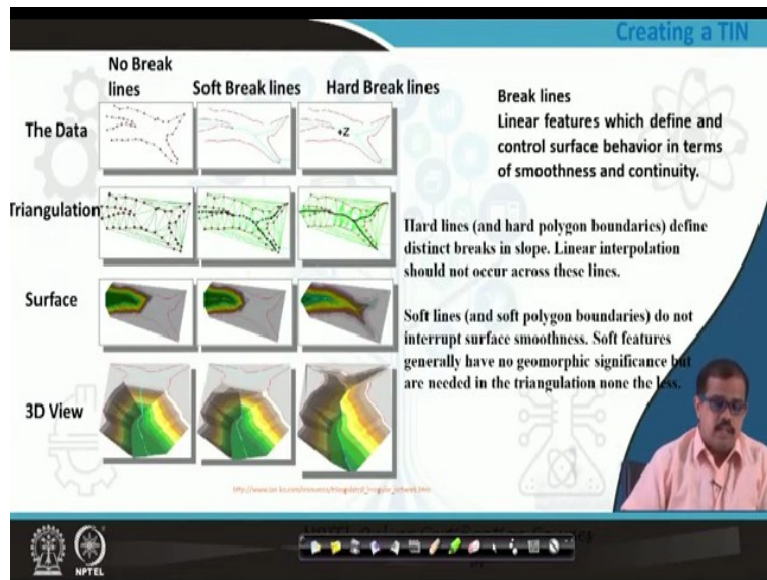 Creating a TIN
No Break
lines
Soft Break lines
Hard Break lines
The Data
+Z
Triangulation
Surface
3D View
Break lines
Linear features which define and
control surface behavior in terms
of smoothness and continuity.
Hard lines (and hard polygon boundaries) define
distinct breaks in slope. Linear interpolation
should not occur across these lines.
Soft lines (and soft polygon boundaries) do not
interrupt surface smoothness. Soft features
generally have no geomorphic significance but
are needed in the triangulation none the less.
NPTEL